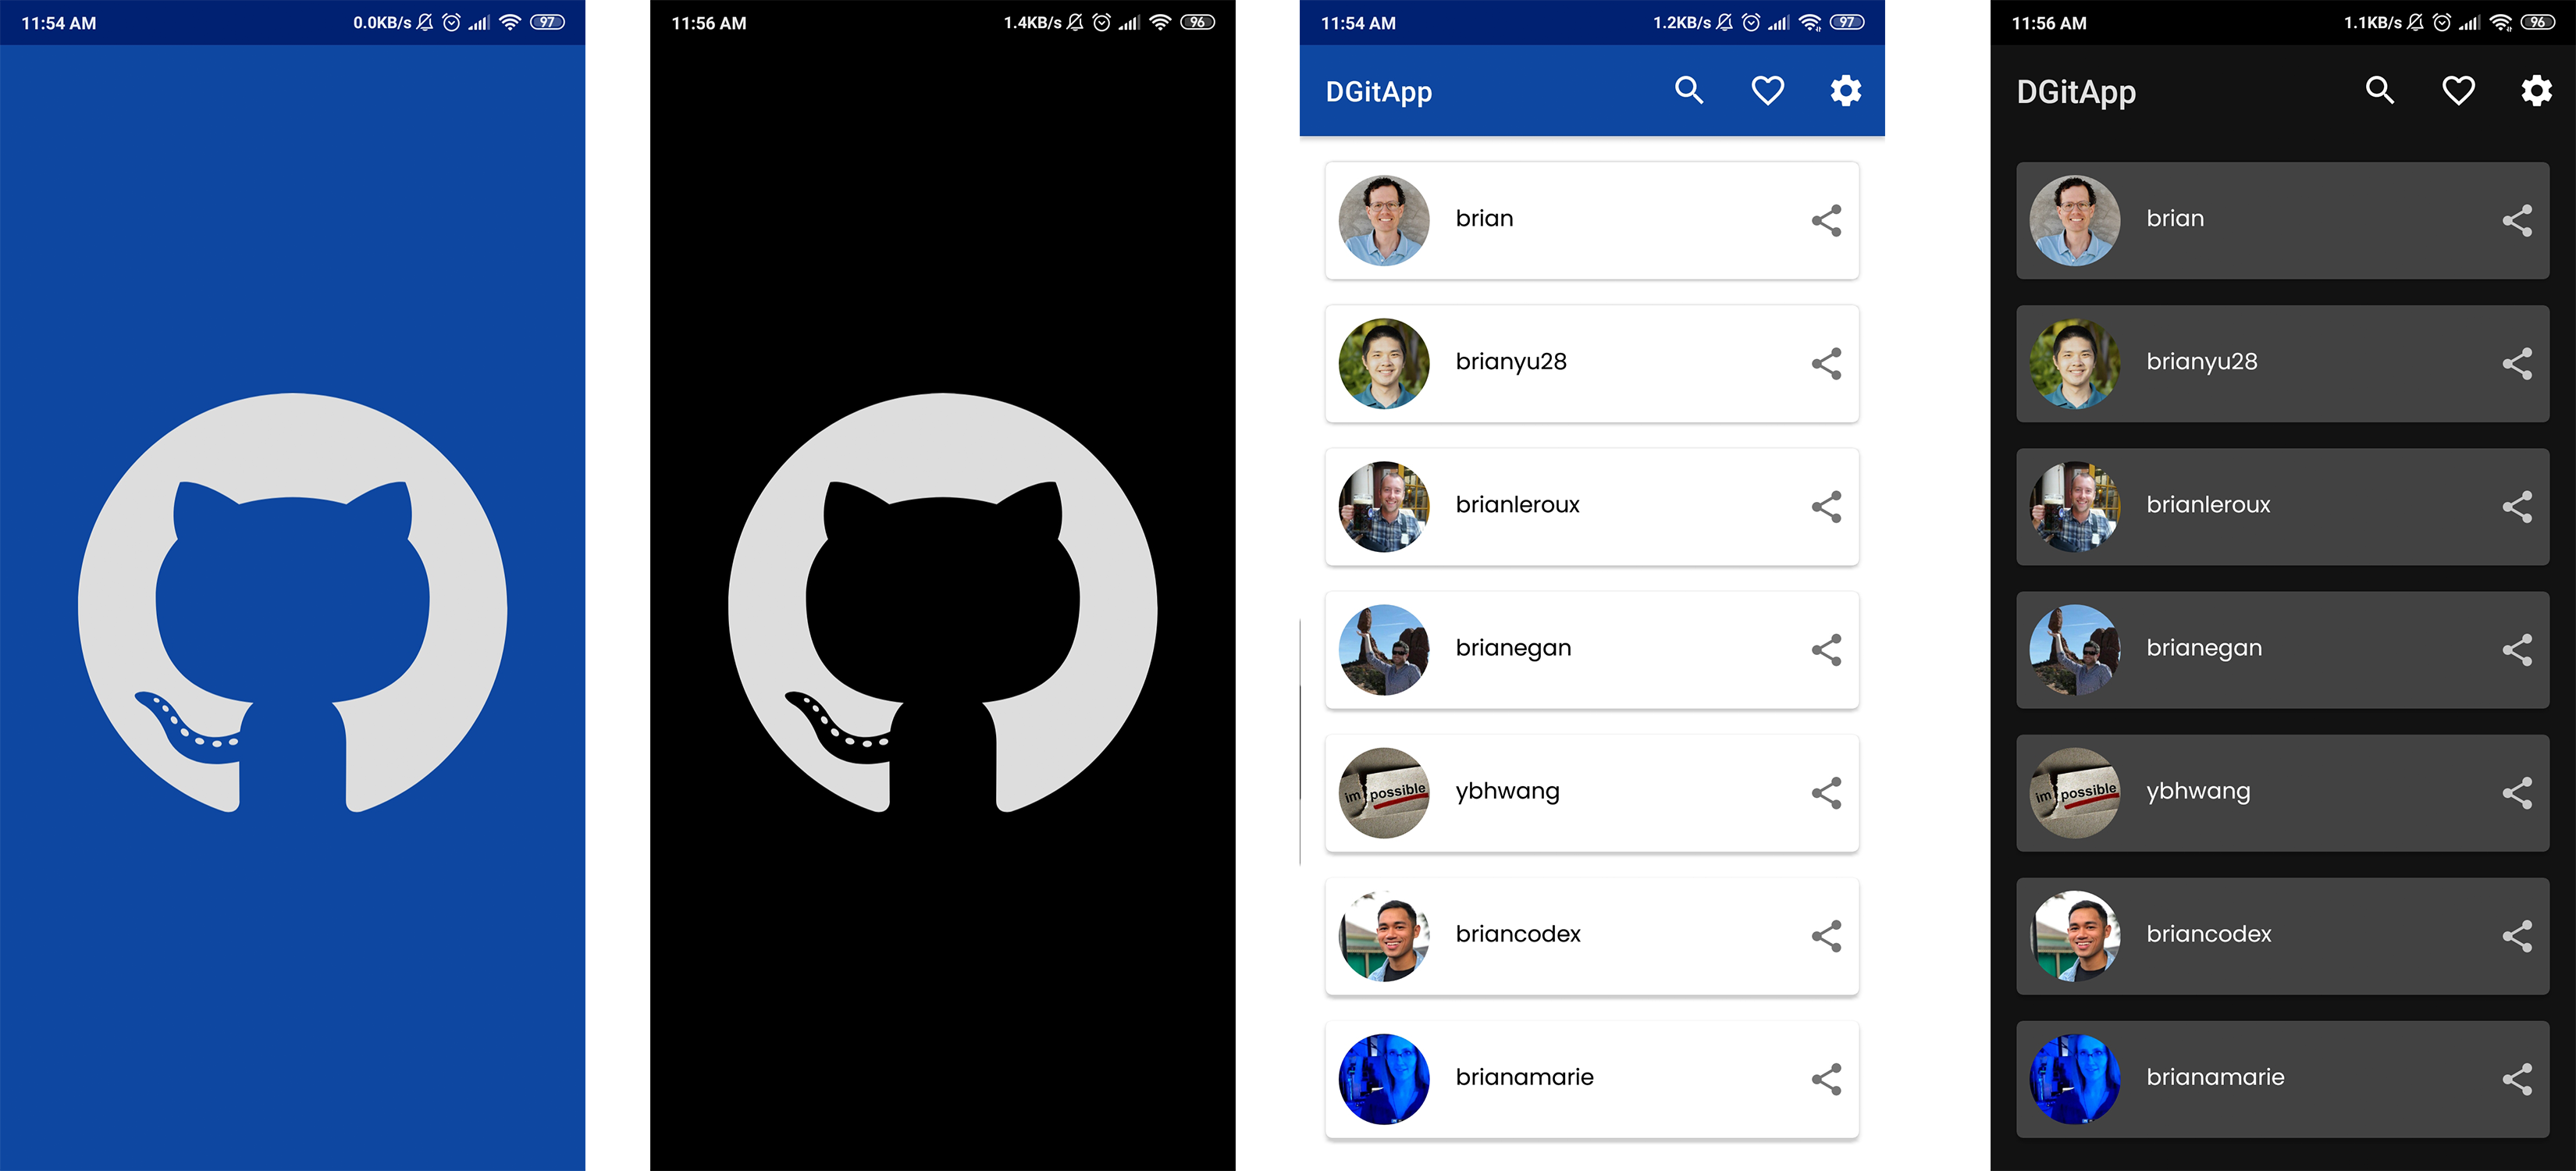 11:54 AM 0.0KB/s 97
11:56 AM 1.4KB/s 96
11:54 AM 1.2KB/s 97
DGitApp
brian
brianyu28
brianleroux
brianegan
im possible
ybhwang
briancodex
brianamarie
11:56 AM 1.1KB/s 96
DGitApp
brian
brianyu28
brianleroux
brianegan
im possible
ybhwang
briancodex
brianamarie